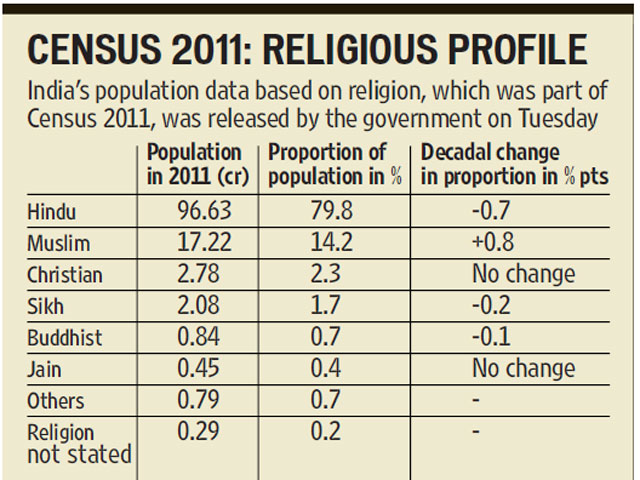 CENSUS 2011: RELIGIOUS PROFILE
India's population data based on religion, which was part of
Census 2011, was released by the government on Tuesday
Population Proportion of Decadal change
in 2011 (cr) population in % in proportion in % pts
Hindu 96.63 79.8 -0.7
Muslim 17.22 14.2 +0.8
Christian 2.78 2.3 No change
Sikh 2.08 1.7 -0.2
Buddhist 0.84 0.7 -0.1
Jain 0.45 0.4 No change
Others 0.79 0.7 -
Religion 0.29 0.2 -
not stated